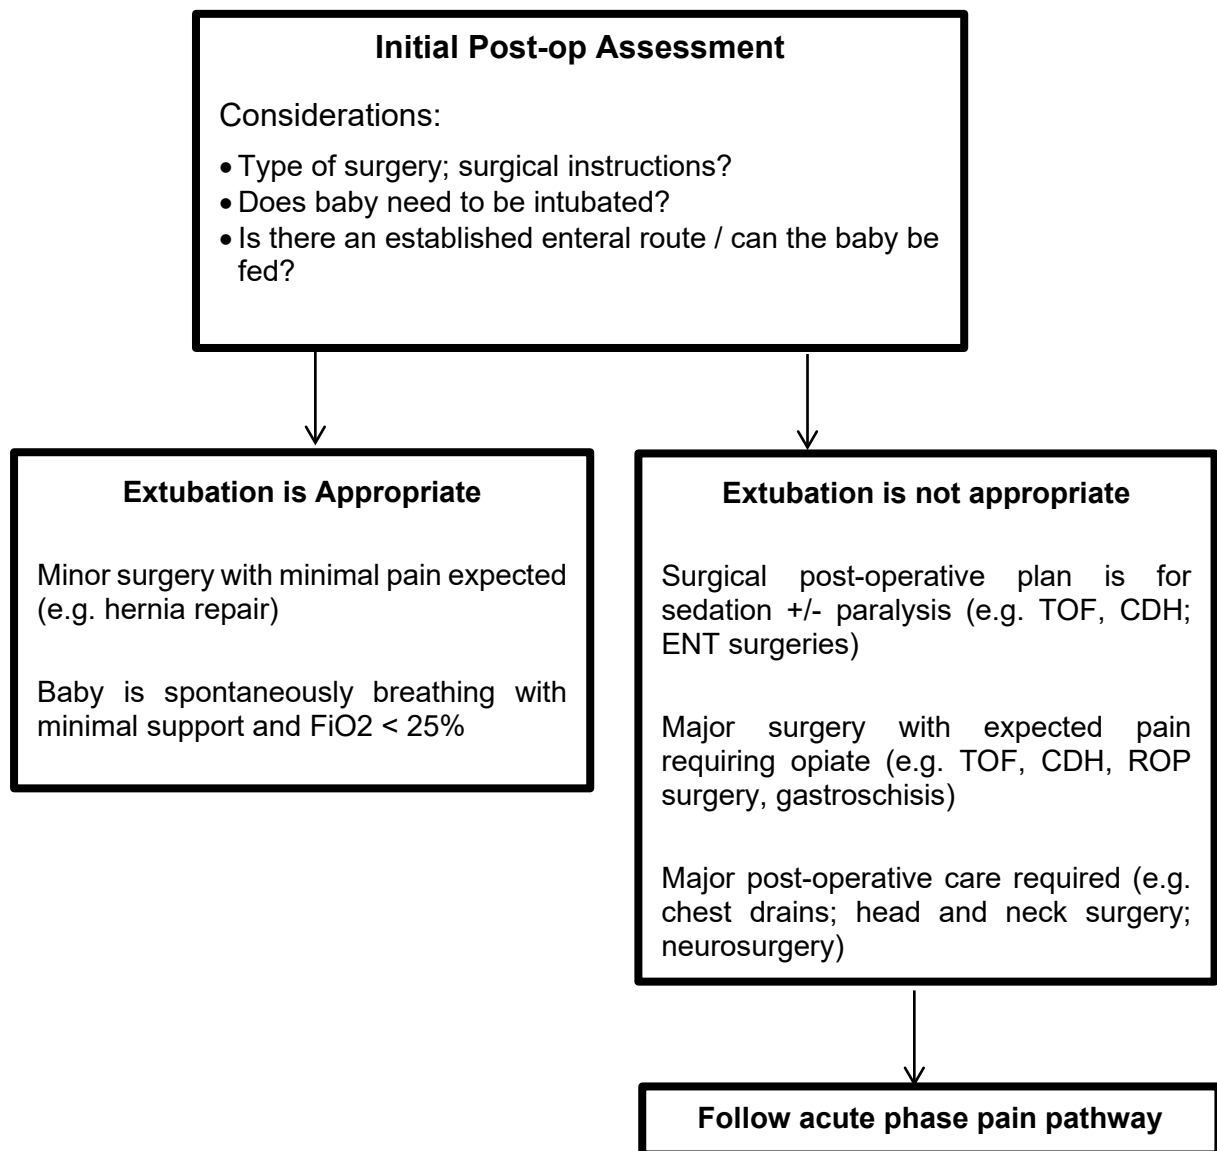 Initial Post-op Assessment
Considerations:
• Type of surgery; surgical instructions?
• Does baby need to be intubated?
• Is there an established enteral route / can the baby be
fed?
Extubation is Appropriate
Minor surgery with minimal pain expected
(e.g. hernia repair)
Baby is spontaneously breathing with
minimal support and FiO2 < 25%
Extubation is not appropriate
Surgical post-operative plan is for
sedation +/- paralysis (e.g. TOF, CDH;
ENT surgeries)
Major surgery with expected pain
requiring opiate (e.g. TOF, CDH, ROP
surgery, gastroschisis)
Major post-operative care required (e.g.
chest drains; head and neck surgery;
neurosurgery)
Follow acute phase pain pathway